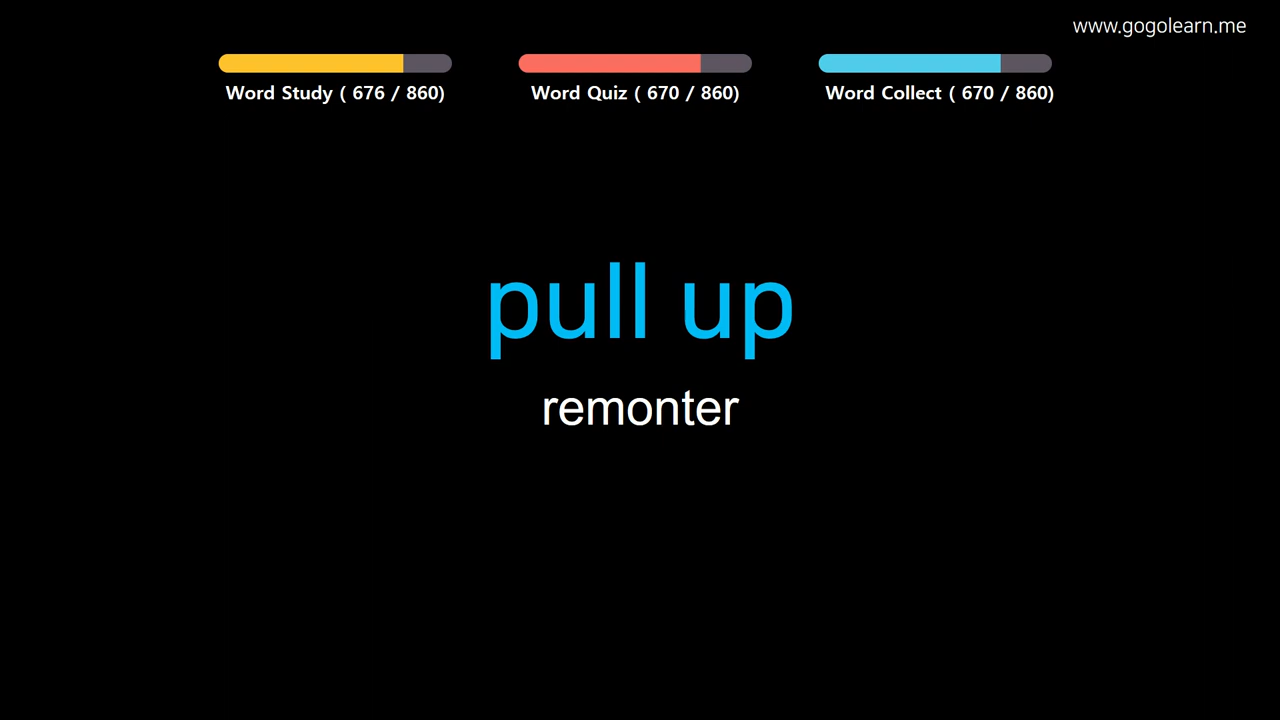 www.gogolearn.me
Word Study ( 676 / 860)
Word Quiz ( 670 / 860)
Word Collect ( 670 / 860)
pull up
remonter